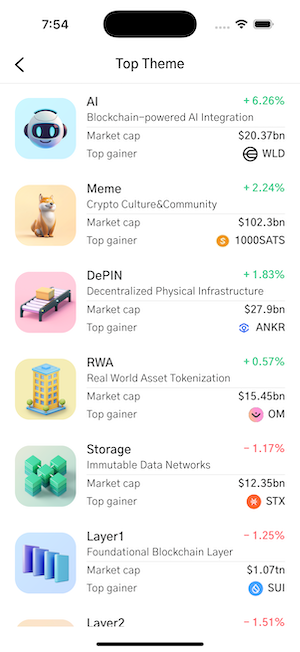 7:54
Top Theme
AI
+ 6.26%
Blockchain-powered AI Integration
Market cap
$20.37bn
Top gainer
WLD
Meme
+ 2.24%
Crypto Culture&Community
Market cap
$102.3bn
Top gainer
1000SATS
DePIN
+ 1.83%
Decentralized Physical Infrastructure
Market cap
$27.9bn
Top gainer
ANKR
RWA
+ 0.57%
Real World Asset Tokenization
Market cap
$15.45bn
Top gainer
OM
Storage
− 1.17%
Immutable Data Networks
Market cap
$12.35bn
Top gainer
STX
Layer1
− 1.25%
Foundational Blockchain Layer
Market cap
$1.07tn
Top gainer
SUI
Layer2
− 1.51%